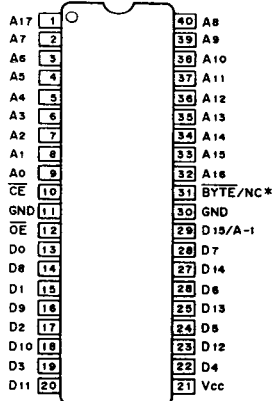 A17 1 40 A8
A7 2 39 A9
A6 3 38 A10
A5 4 37 A11
A4 5 36 A12
A3 6 35 A13
A2 7 34 A14
A1 8 33 A15
A0 9 32 A16
CE 10 31 BYTE/NC*
GND 11 30 GND
OE 12 29 D15/A-1
D0 13 28 D7
D8 14 27 D14
D1 15 26 D6
D9 16 25 D13
D2 17 24 D5
D10 18 23 D12
D3 19 22 D4
D11 20 21 Vcc